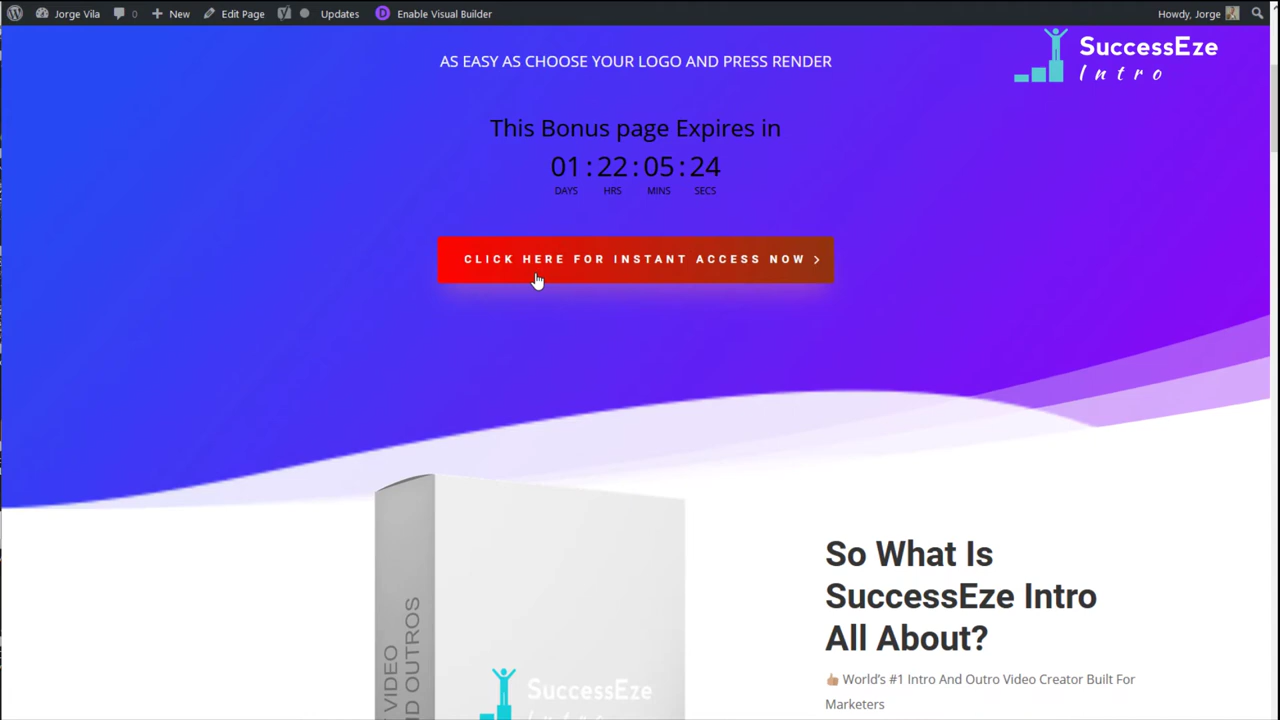 Jorge Vila 0 New Edit Page Updates Enable Visual Builder Howdy, Jorge
AS EASY AS CHOOSE YOUR LOGO AND PRESS RENDER
SuccessEze
Intro
This Bonus page Expires in
01 : 22 : 05 : 24
DAYS HRS MINS SECS
CLICK HERE FOR INSTANT ACCESS NOW
So What Is
SuccessEze Intro
All About?
World's #1 Intro And Outro Video Creator Built For
Marketers
VIDEO
OUTROS
SuccessEze